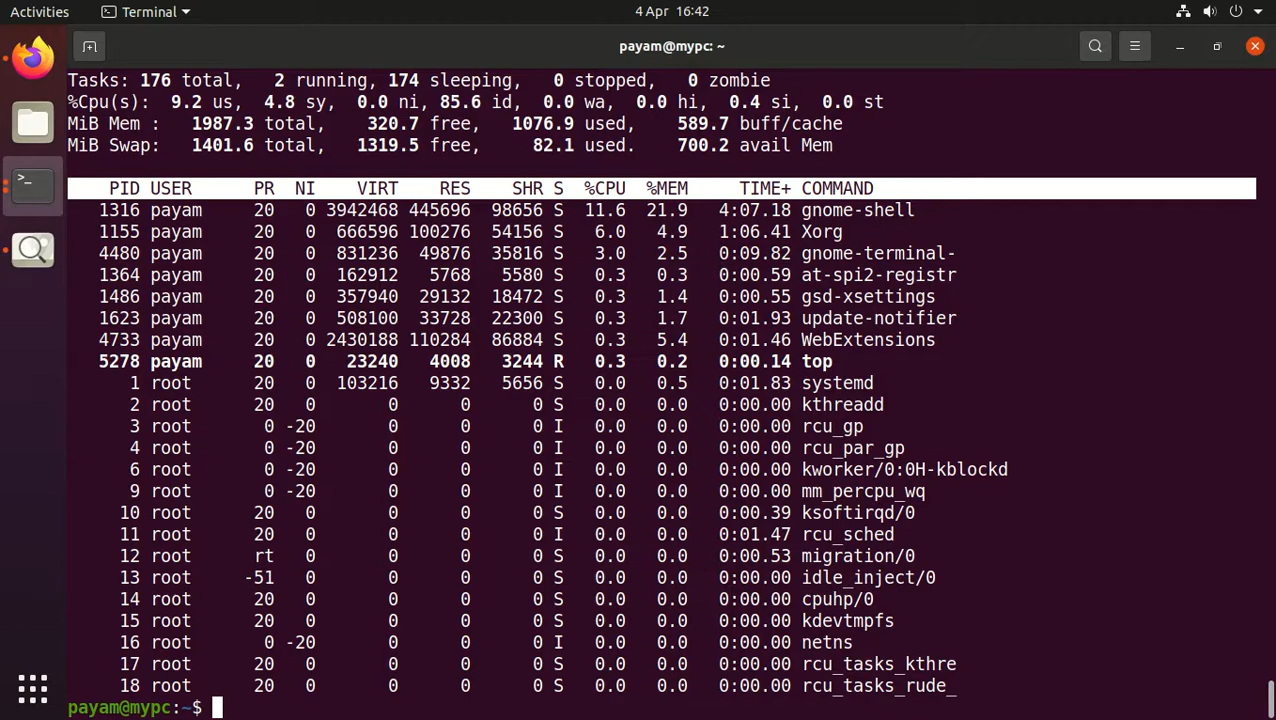 Activities Terminal 4 Apr 16:42
payam@mypc: ~
Tasks: 176 total, 2 running, 174 sleeping, 0 stopped, 0 zombie
%Cpu(s): 9.2 us, 4.8 sy, 0.0 ni, 85.6 id, 0.0 wa, 0.0 hi, 0.4 si, 0.0 st
MiB Mem : 1987.3 total, 320.7 free, 1076.9 used, 589.7 buff/cache
MiB Swap: 1401.6 total, 1319.5 free, 82.1 used. 700.2 avail Mem
PID USER PR NI VIRT RES SHR S %CPU %MEM TIME+ COMMAND
1316 payam 20 0 3942468 445696 98656 S 11.6 21.9 4:07.18 gnome-shell
1155 payam 20 0 666596 100276 54156 S 6.0 4.9 1:06.41 Xorg
4480 payam 20 0 831236 49876 35816 S 3.0 2.5 0:09.82 gnome-terminal-
1364 payam 20 0 162912 5768 5580 S 0.3 0.3 0:00.59 at-spi2-registr
1486 payam 20 0 357940 29132 18472 S 0.3 1.4 0:00.55 gsd-xsettings
1623 payam 20 0 508100 33728 22300 S 0.3 1.7 0:01.93 update-notifier
4733 payam 20 0 2430188 110284 86884 S 0.3 5.4 0:01.46 WebExtensions
5278 payam 20 0 23240 4008 3244 R 0.3 0.2 0:00.14 top
1 root 20 0 103216 9332 5656 S 0.0 0.5 0:01.83 systemd
2 root 20 0 0 0 0 S 0.0 0.0 0:00.00 kthreadd
3 root 0 -20 0 0 0 I 0.0 0.0 0:00.00 rcu_gp
4 root 0 -20 0 0 0 I 0.0 0.0 0:00.00 rcu_par_gp
6 root 0 -20 0 0 0 I 0.0 0.0 0:00.00 kworker/0:0H-kblockd
9 root 0 -20 0 0 0 I 0.0 0.0 0:00.00 mm_percpu_wq
10 root 20 0 0 0 0 S 0.0 0.0 0:00.39 ksoftirqd/0
11 root 20 0 0 0 0 I 0.0 0.0 0:01.47 rcu_sched
12 root rt 0 0 0 0 S 0.0 0.0 0:00.53 migration/0
13 root -51 0 0 0 0 S 0.0 0.0 0:00.00 idle_inject/0
14 root 20 0 0 0 0 S 0.0 0.0 0:00.00 cpuhp/0
15 root 20 0 0 0 0 S 0.0 0.0 0:00.00 kdevtmpfs
16 root 0 -20 0 0 0 I 0.0 0.0 0:00.00 netns
17 root 20 0 0 0 0 S 0.0 0.0 0:00.00 rcu_tasks_kthre
18 root 20 0 0 0 0 S 0.0 0.0 0:00.00 rcu_tasks_rude_
payam@mypc:~$